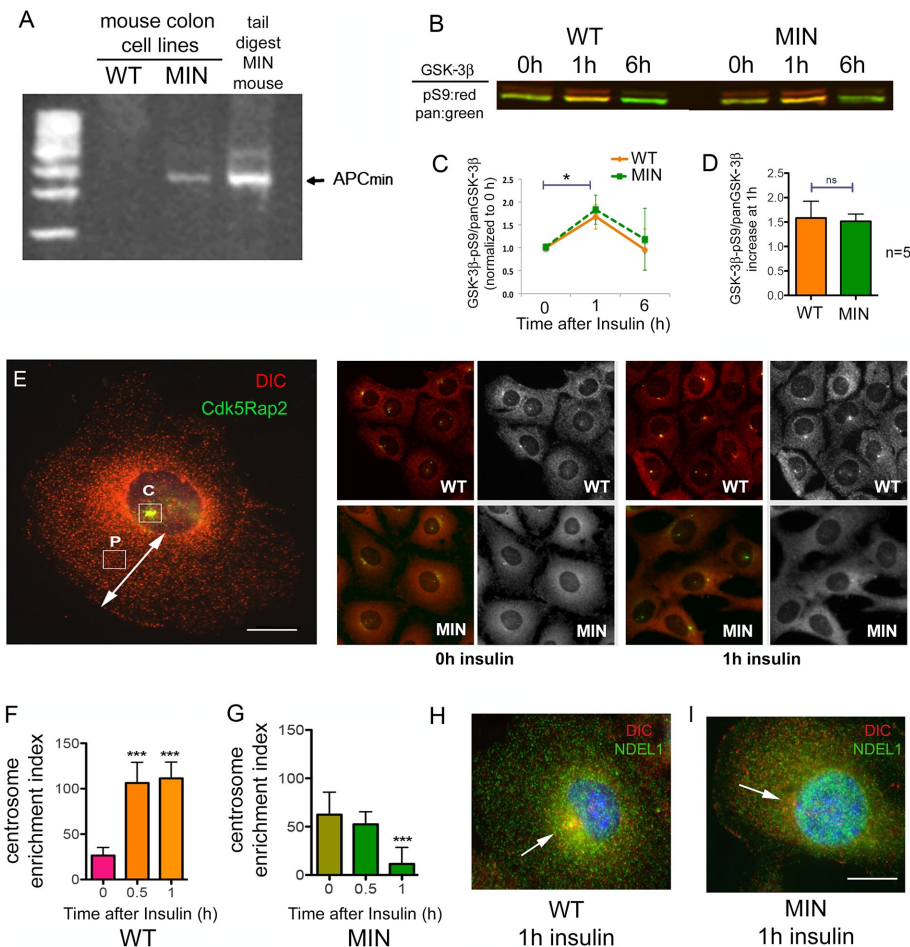 A
mouse colon
cell lines
WT MIN
tail
digest
MIN
mouse
APCmin
B
WT MIN
GSK-3β 0h 1h 6h 0h 1h 6h
pS9:red
pan:green
C
WT
MIN
GSK-3β-pS9/panGSK-3β
(normalized to 0 h)
2.5
2.0
1.5
1.0
0.5
0.0
*
0 1 6
Time after Insulin (h)
D
GSK-3β-pS9/panGSK-3β
increase at 1h
2.5
2.0
1.5
1.0
0.5
0.0
ns
WT MIN
n=5
E
DIC
Cdk5Rap2
C
P
WT WT WT WT
MIN MIN MIN MIN
0h insulin 1h insulin
F
centrosome
enrichment index
150
100
50
0
*** ***
0 0.5 1
Time after Insulin (h)
WT
G
centrosome
enrichment index
150
100
50
0
***
0 0.5 1
Time after Insulin (h)
MIN
H
DIC
NDEL1
WT
1h insulin
I
DIC
NDEL1
MIN
1h insulin